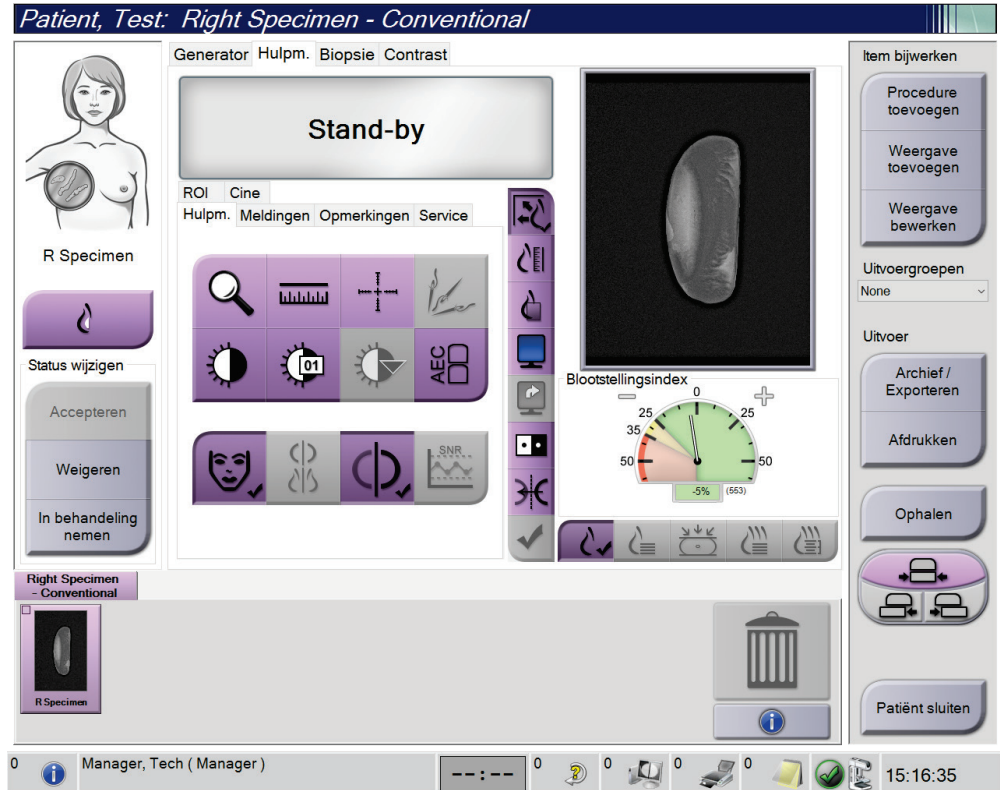 Patient, Test: Right Specimen - Conventional
Generator Hulpm. Biopsie Contrast
Stand-by
ROI Cine
Hulpm. Meldingen Opmerkingen Service
01
AEC
SNR
R Specimen
Status wijzigen
Accepteren
Weigeren
In behandeling
nemen
Blootstellingsindex
0
25 25
35
50 50
-5% (553)
Item bijwerken
Procedure
toevoegen
Weergave
toevoegen
Weergave
bewerken
Uitvoergroepen
None
Uitvoer
Archief /
Exporteren
Afdrukken
Ophalen
Patiënt sluiten
Right Specimen
- Conventional
R Specimen
0 Manager, Tech ( Manager ) --:-- 0 0 0 0 15:16:35